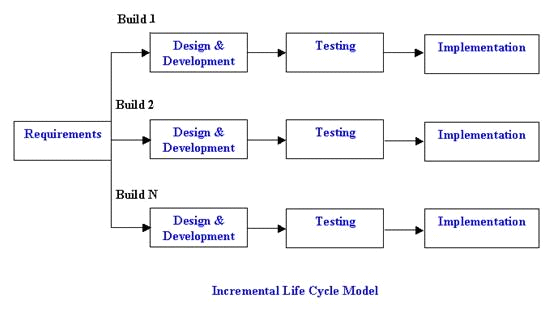 Build 1
Design &
Development
Testing
Implementation
Build 2
Requirements
Design &
Development
Testing
Implementation
Build N
Design &
Development
Testing
Implementation
Incremental Life Cycle Model